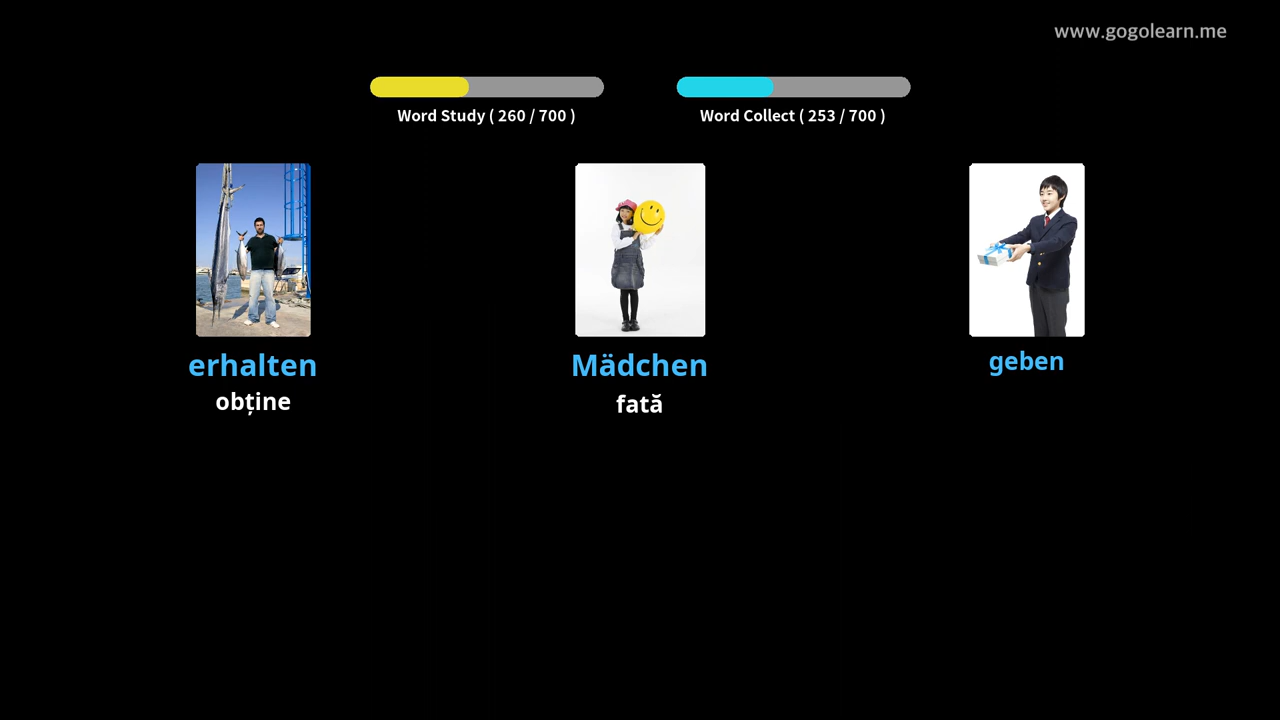 www.gogolearn.me
Word Study ( 260 / 700 )
Word Collect ( 253 / 700 )
erhalten
obține
Mädchen
fată
geben